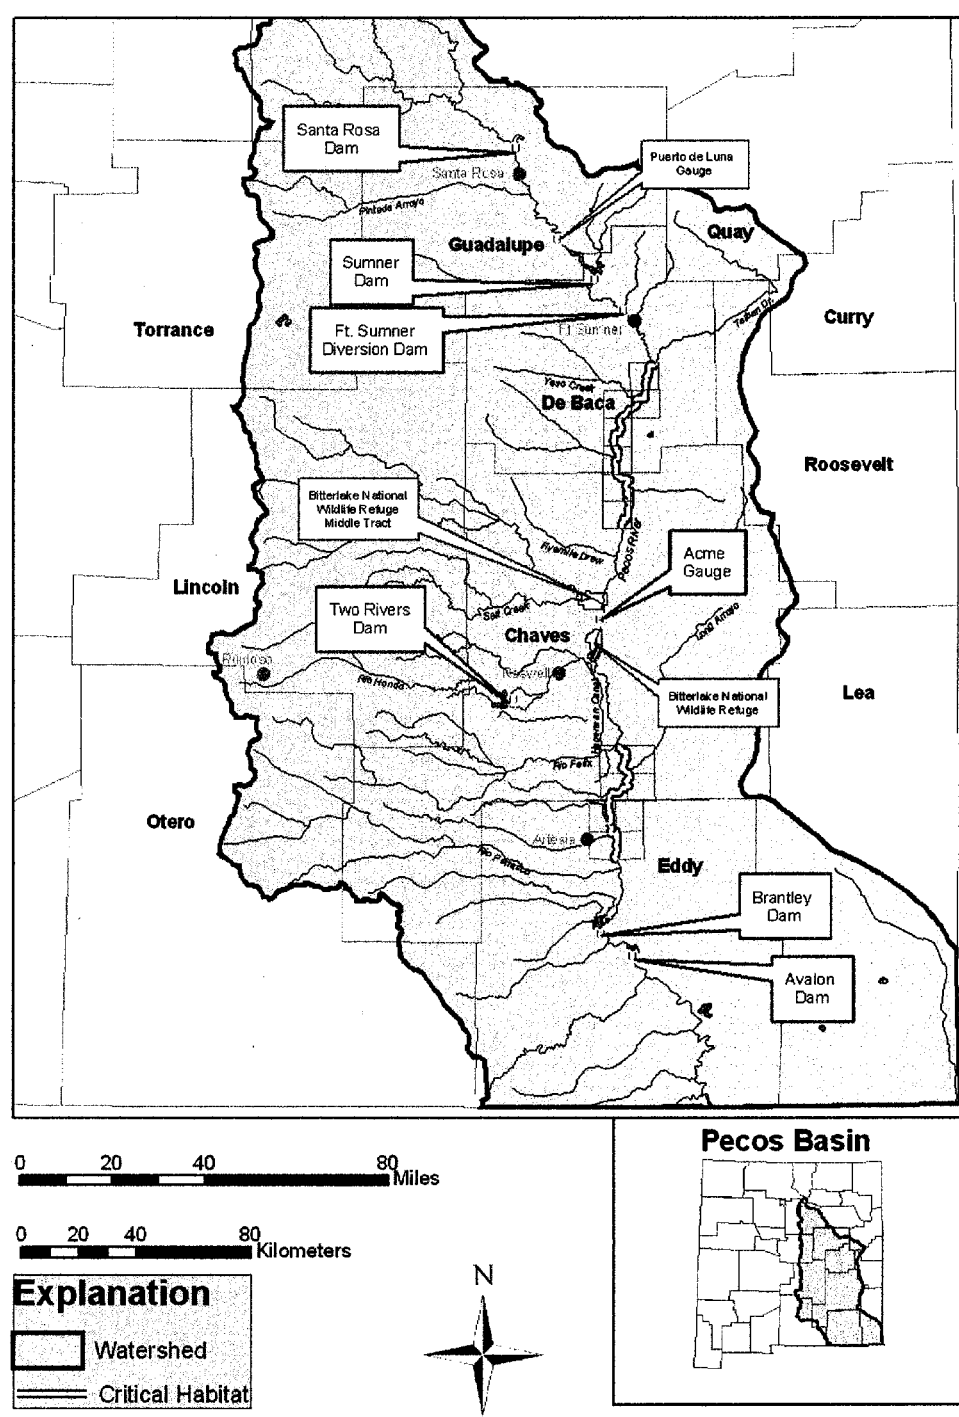 Santa Rosa
Dam
Puerto de Luna
Gauge
Santa Rosa
Pintada Arroyo
Quay
Guadalupe
Sumner
Dam
Torrance
Ft. Sumner
Diversion Dam
Ft Sumner
Taiban Dr.
Curry
Yeso Creek
De Baca
Roosevelt
Bitterlake National
Wildlife Refuge
Middle Tract
Pecos River
Acme
Gauge
Lincoln
Two Rivers
Dam
Salt Creek
Chaves
Long Arroyo
Ruidoso
Rio Hondo
Roswell
Hagerman Canal
Bitterlake National
Wildlife Refuge
Lea
Rio Felix
Otero
Artesia
Rio Penasco
Eddy
Brantley
Dam
Avalon
Dam
0 20 40 80
Miles
0 20 40 80
Kilometers
Explanation
Watershed
Critical Habitat
N
Pecos Basin